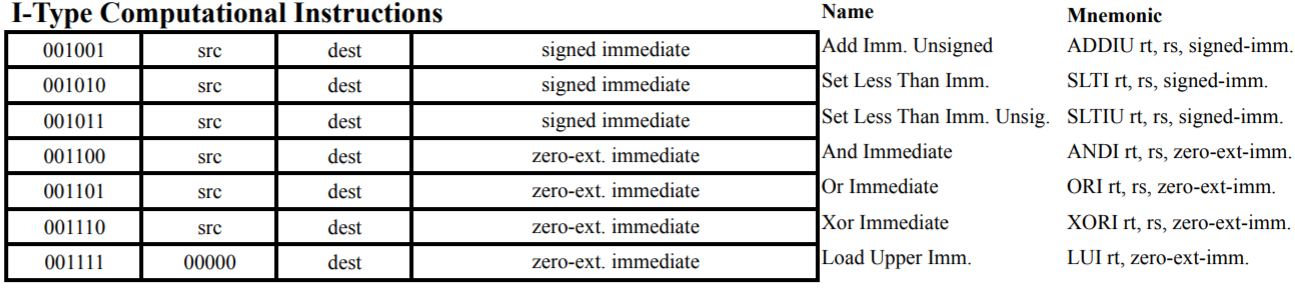 I-Type Computational Instructions Name Mnemonic
001001 src dest signed immediate Add Imm. Unsigned ADDIU rt, rs, signed-imm.
001010 src dest signed immediate Set Less Than Imm. SLTI rt, rs, signed-imm.
001011 src dest signed immediate Set Less Than Imm. Unsig. SLTIU rt, rs, signed-imm.
001100 src dest zero-ext. immediate And Immediate ANDI rt, rs, zero-ext-imm.
001101 src dest zero-ext. immediate Or Immediate ORI rt, rs, zero-ext-imm.
001110 src dest zero-ext. immediate Xor Immediate XORI rt, rs, zero-ext-imm.
001111 00000 dest zero-ext. immediate Load Upper Imm. LUI rt, zero-ext-imm.